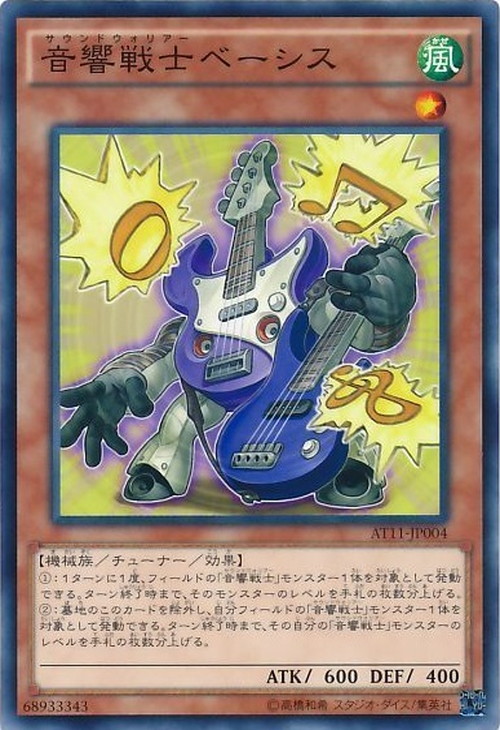 サウンドウォリアー
音響戦士ベーシス
かぜ
風
AT11-JP004
【機械族／チューナー／効果】
①：1ターンに1度、フィールドの「音響戦士」モンスター1体を対象として発動
できる。ターン終了時まで、そのモンスターのレベルを手札の枚数分上げる。
②：墓地のこのカードを除外し、自分フィールドの「音響戦士」モンスター1体を
対象として発動できる。ターン終了時まで、その自分の「音響戦士」モンスターの
レベルを手札の枚数分上げる。
ATK/ 600 DEF/ 400
68933343
©高橋和希 スタジオ・ダイス/集英社